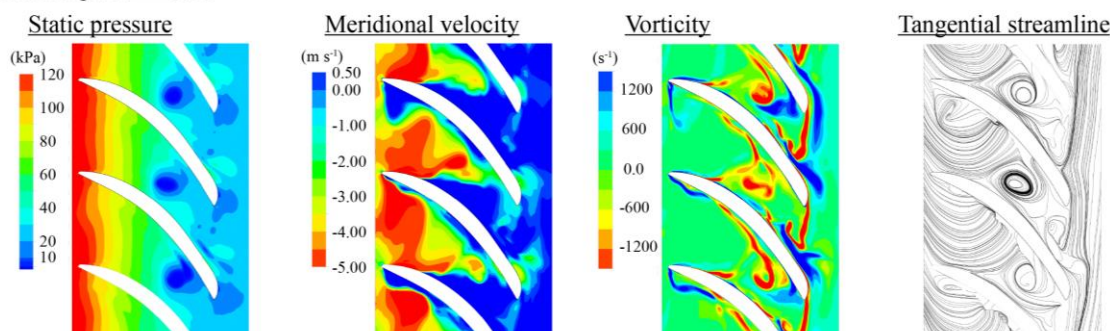 Static pressure
Meridional velocity
Vorticity
Tangential streamline
(kPa)
120
100
80
60
40
20
10
(m s⁻¹)
0.50
0.00
-1.00
-2.00
-3.00
-4.00
-5.00
(s⁻¹)
1200
600
0.0
-600
-1200